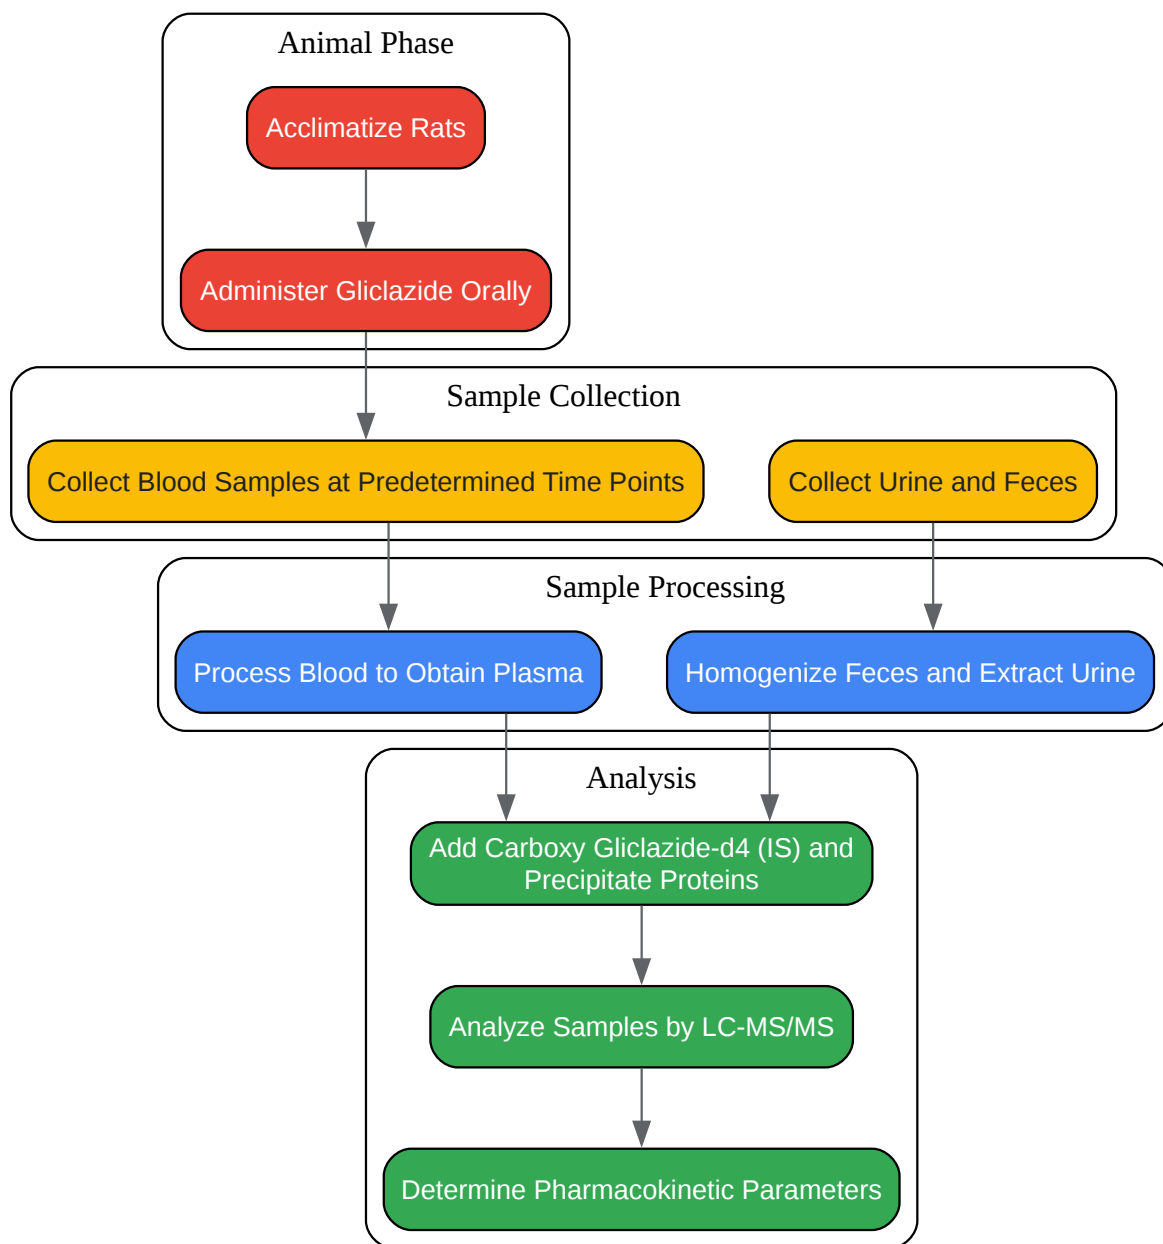 Animal Phase
Acclimatize Rats
Administer Gliclazide Orally
Sample Collection
Collect Blood Samples at Predetermined Time Points
Collect Urine and Feces
Sample Processing
Process Blood to Obtain Plasma
Homogenize Feces and Extract Urine
Analysis
Add Carboxy Gliclazide-d4 (IS) and
Precipitate Proteins
Analyze Samples by LC-MS/MS
Determine Pharmacokinetic Parameters